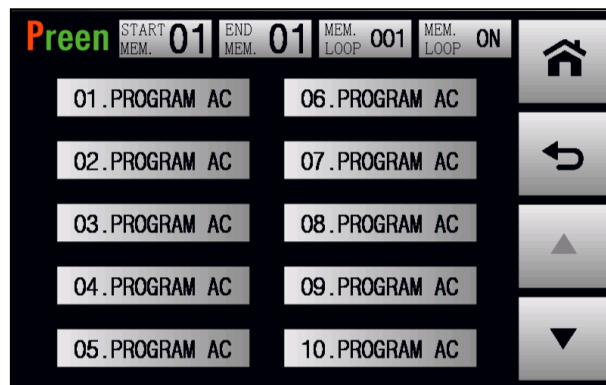 Preen START MEM. 01 END MEM. 01 MEM. LOOP 001 MEM. LOOP ON
01.PROGRAM AC
02.PROGRAM AC
03.PROGRAM AC
04.PROGRAM AC
05.PROGRAM AC
06.PROGRAM AC
07.PROGRAM AC
08.PROGRAM AC
09.PROGRAM AC
10.PROGRAM AC